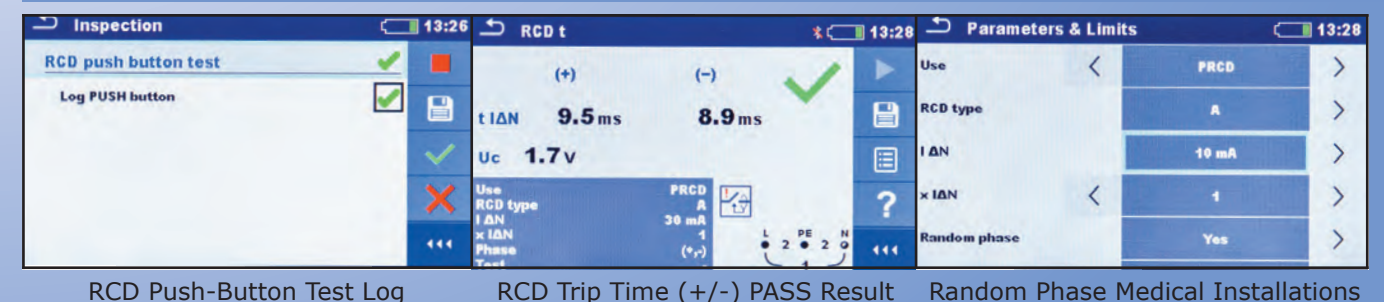 Inspection 13:26
RCD push button test
Log PUSH button
RCD Push-Button Test Log
RCD t 13:28
(+) (-)
t IΔN 9.5 ms 8.9 ms
Uc 1.7 V
Use PRCD
RCD type A
I ΔN 30 mA
x IΔN 1
Phase (+,-)
Test -
L PE N
2 2
1
?
RCD Trip Time (+/-) PASS Result
Parameters & Limits 13:28
Use PRCD
RCD type A
I ΔN 10 mA
x IΔN 1
Random phase Yes
Random Phase Medical Installations